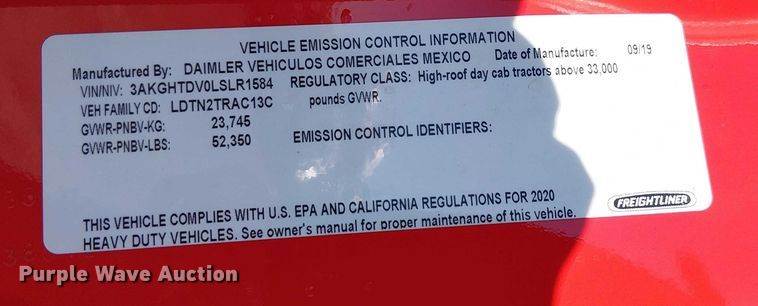 VEHICLE EMISSION CONTROL INFORMATION
Manufactured By: DAIMLER VEHICULOS COMERCIALES MEXICO Date of Manufacture: 09/19
VIN/NIV: 3AKGHTDV0LSLR1584 REGULATORY CLASS: High-roof day cab tractors above 33,000
VEH FAMILY CD: LDTN2TRAC13C pounds GVWR.
GVWR-PNBV-KG: 23,745
GVWR-PNBV-LBS: 52,350 EMISSION CONTROL IDENTIFIERS:
THIS VEHICLE COMPLIES WITH U.S. EPA AND CALIFORNIA REGULATIONS FOR 2020
HEAVY DUTY VEHICLES. See owner's manual for proper maintenance of this vehicle.
FREIGHTLINER
Purple Wave Auction